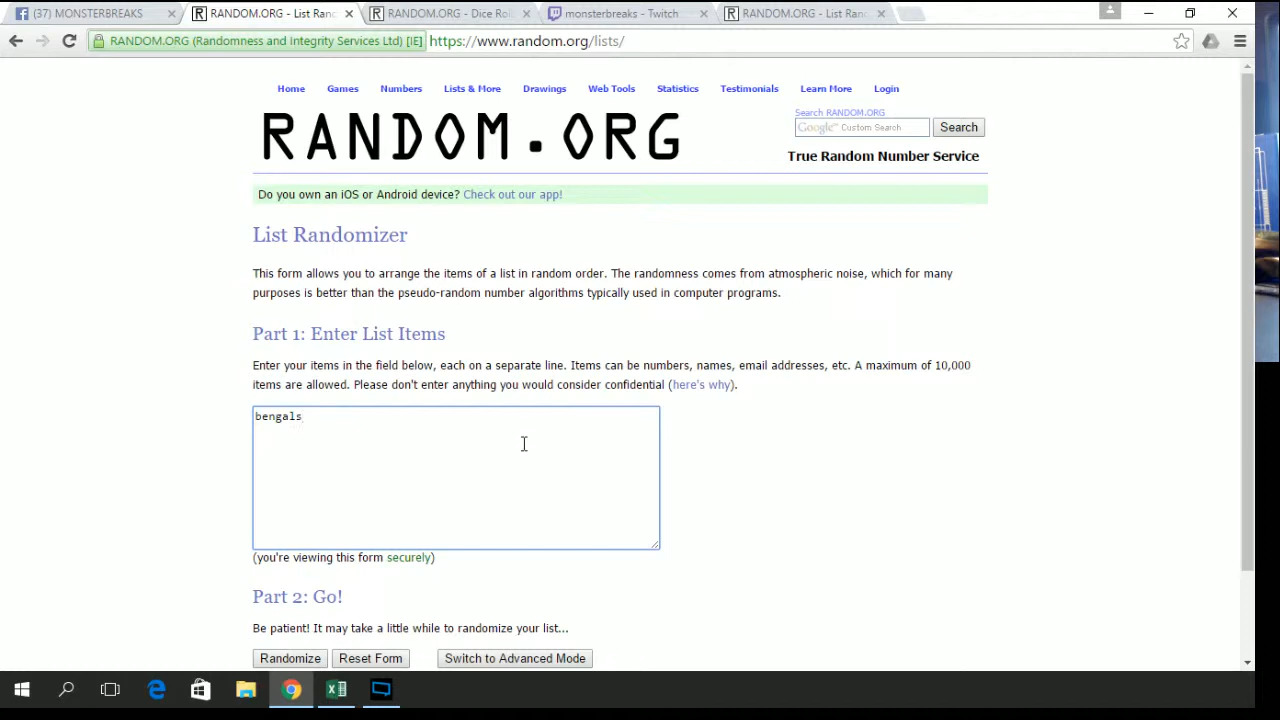 (37) MONSTERBREAKS
RANDOM.ORG - List Ran
RANDOM.ORG - Dice Rol
monsterbreaks - Twitch
RANDOM.ORG - List Ran
RANDOM.ORG (Randomness and Integrity Services Ltd) [IE] https://www.random.org/lists/
Home Games Numbers Lists & More Drawings Web Tools Statistics Testimonials Learn More Login
RANDOM.ORG
Search RANDOM.ORG
Google™ Custom Search Search
True Random Number Service
Do you own an iOS or Android device? Check out our app!
List Randomizer
This form allows you to arrange the items of a list in random order. The randomness comes from atmospheric noise, which for many
purposes is better than the pseudo-random number algorithms typically used in computer programs.
Part 1: Enter List Items
Enter your items in the field below, each on a separate line. Items can be numbers, names, email addresses, etc. A maximum of 10,000
items are allowed. Please don't enter anything you would consider confidential (here's why).
bengals
(you're viewing this form securely)
Part 2: Go!
Be patient! It may take a little while to randomize your list...
Randomize Reset Form Switch to Advanced Mode